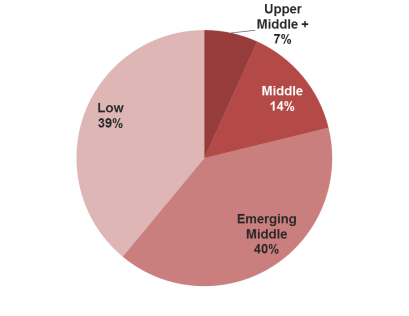 Upper
Middle +
7%
Middle
14%
Low
39%
Emerging
Middle
40%